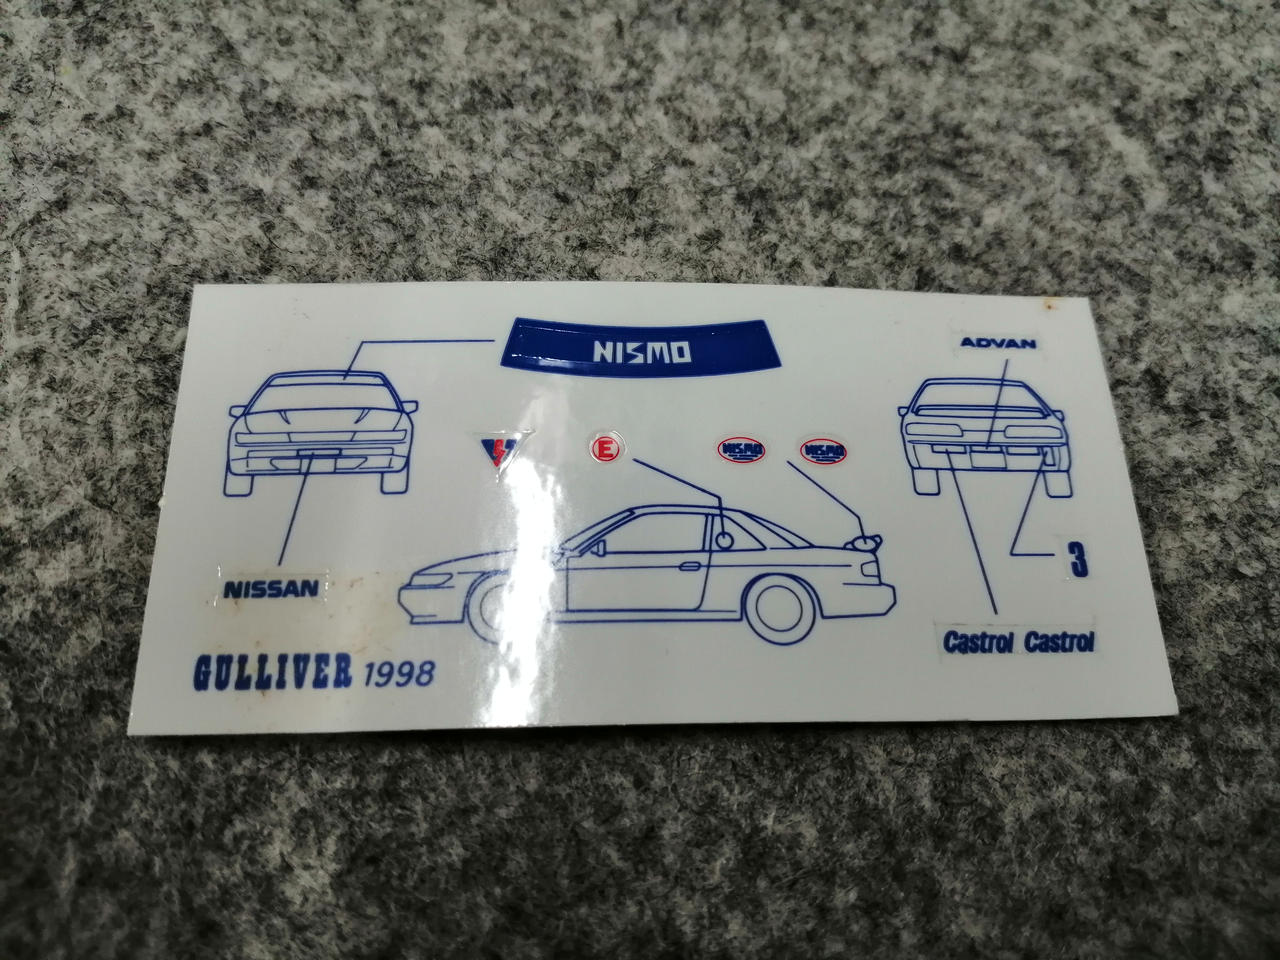 NISMO
ADVAN
E
NISMO
NISMO
3
NISSAN
Castrol Castrol
GULLIVER 1998